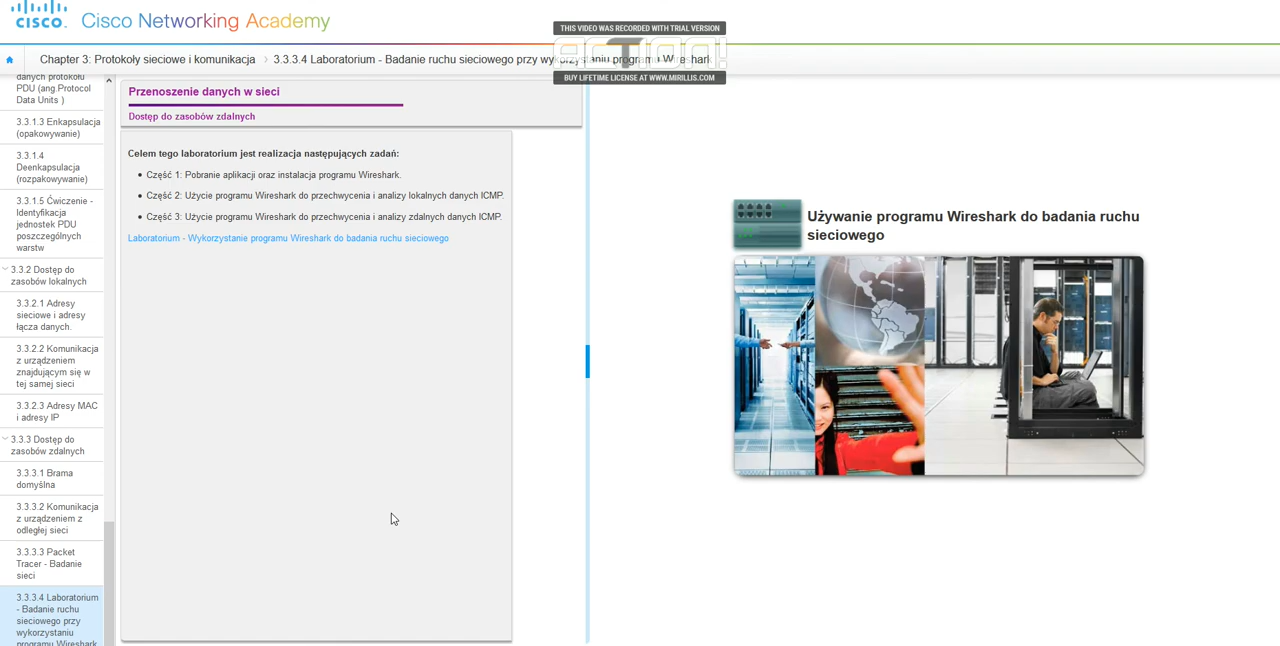 cisco. Cisco Networking Academy
THIS VIDEO WAS RECORDED WITH TRIAL VERSION
ACTION!
BUY LIFETIME LICENSE AT WWW.MIRILLIS.COM
Chapter 3: Protokoły sieciowe i komunikacja
3.3.3.4 Laboratorium - Badanie ruchu sieciowego przy wykorzystaniu programu Wireshark
danych protokołu
PDU (ang.Protocol
Data Units )
3.3.1.3 Enkapsulacja
(opakowywanie)
3.3.1.4
Deenkapsulacja
(rozpakowywanie)
3.3.1.5 Ćwiczenie -
Identyfikacja
jednostek PDU
poszczególnych
warstw
3.3.2 Dostęp do
zasobów lokalnych
3.3.2.1 Adresy
sieciowe i adresy
łącza danych.
3.3.2.2 Komunikacja
z urządzeniem
znajdującym się w
tej samej sieci
3.3.2.3 Adresy MAC
i adresy IP
3.3.3 Dostęp do
zasobów zdalnych
3.3.3.1 Brama
domyślna
3.3.3.2 Komunikacja
z urządzeniem z
odległej sieci
3.3.3.3 Packet
Tracer - Badanie
sieci
3.3.3.4 Laboratorium
- Badanie ruchu
sieciowego przy
wykorzystaniu
programu Wireshark
Przenoszenie danych w sieci
Dostęp do zasobów zdalnych
Celem tego laboratorium jest realizacja następujących zadań:
• Część 1: Pobranie aplikacji oraz instalacja programu Wireshark.
• Część 2: Użycie programu Wireshark do przechwycenia i analizy lokalnych danych ICMP.
• Część 3: Użycie programu Wireshark do przechwycenia i analizy zdalnych danych ICMP.
Laboratorium - Wykorzystanie programu Wireshark do badania ruchu sieciowego
Używanie programu Wireshark do badania ruchu
sieciowego